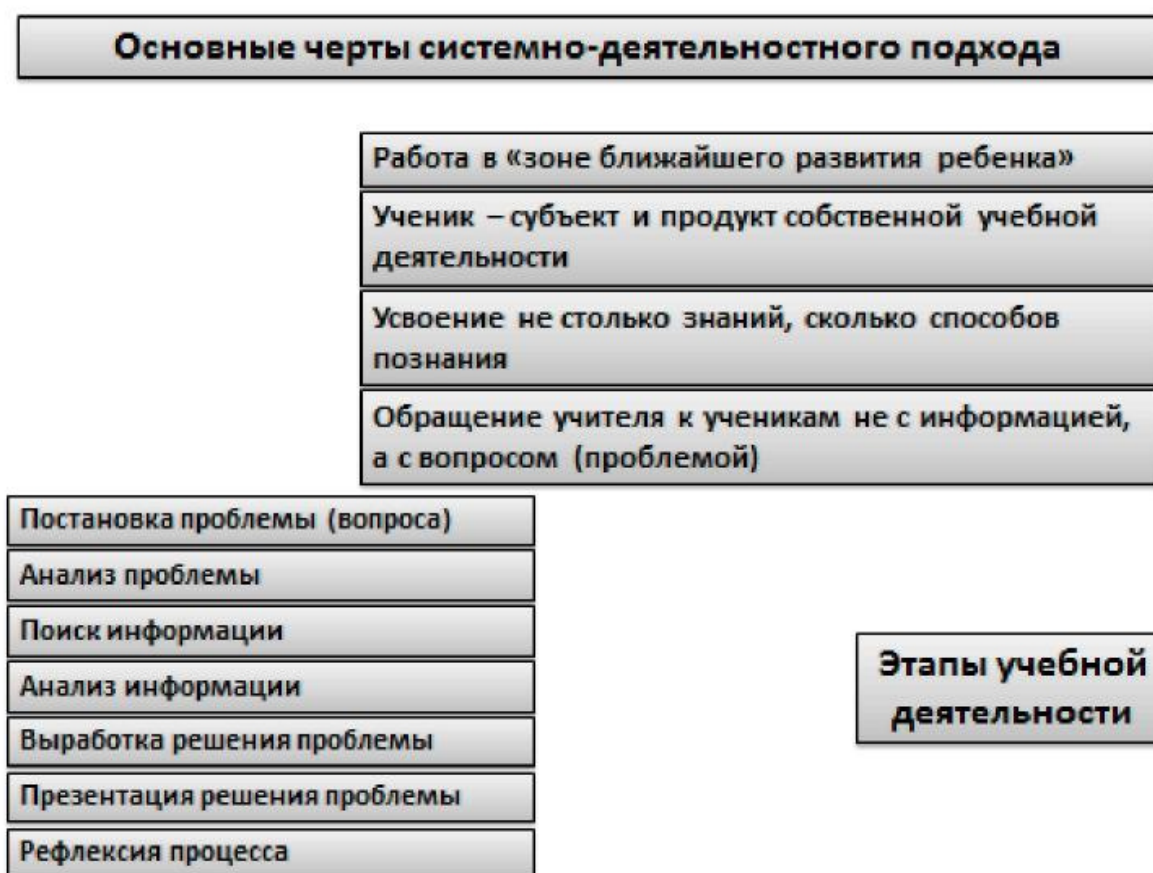 Основные черты системно-деятельностного подхода
Работа в «зоне ближайшего развития ребенка»
Ученик – субъект и продукт собственной учебной
деятельности
Усвоение не столько знаний, сколько способов
познания
Обращение учителя к ученикам не с информацией,
а с вопросом (проблемой)
Постановка проблемы (вопроса)
Анализ проблемы
Поиск информации
Анализ информации
Выработка решения проблемы
Презентация решения проблемы
Рефлексия процесса
Этапы учебной
деятельности